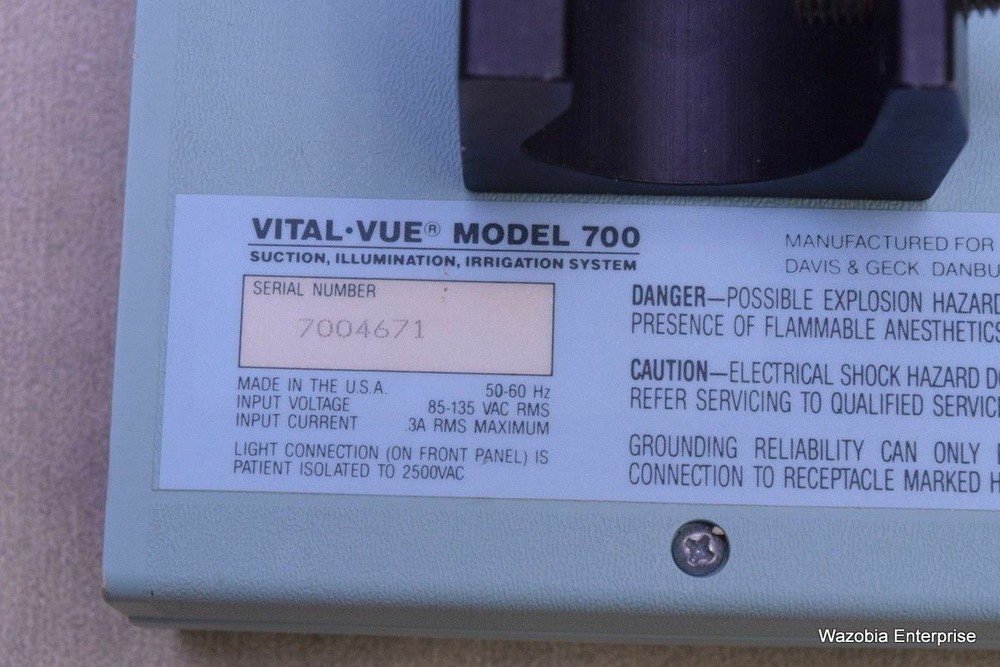 VITAL·VUE® MODEL 700
SUCTION, ILLUMINATION, IRRIGATION SYSTEM
SERIAL NUMBER
7004671
MADE IN THE U.S.A. 50-60 Hz
INPUT VOLTAGE 85-135 VAC RMS
INPUT CURRENT 3A RMS MAXIMUM
LIGHT CONNECTION (ON FRONT PANEL) IS
PATIENT ISOLATED TO 2500VAC
MANUFACTURED FOR
DAVIS & GECK, DANBU
DANGER—POSSIBLE EXPLOSION HAZARD
PRESENCE OF FLAMMABLE ANESTHETICS
CAUTION—ELECTRICAL SHOCK HAZARD DO
REFER SERVICING TO QUALIFIED SERVIC
GROUNDING RELIABILITY CAN ONLY
CONNECTION TO RECEPTACLE MARKED H
Wazobia Enterprise